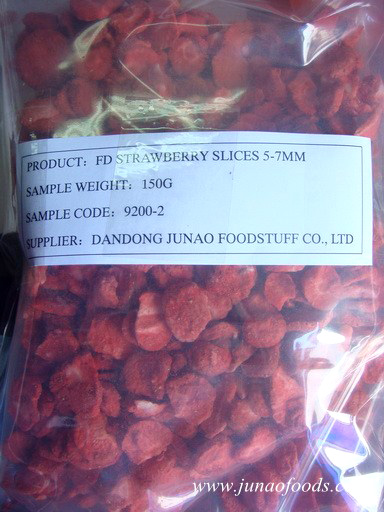 PRODUCT: FD STRAWBERRY SLICES 5-7MM
SAMPLE WEIGHT: 150G
SAMPLE CODE: 9200-2
SUPPLIER: DANDONG JUNAO FOODSTUFF CO., LTD
www.junaofoods.com